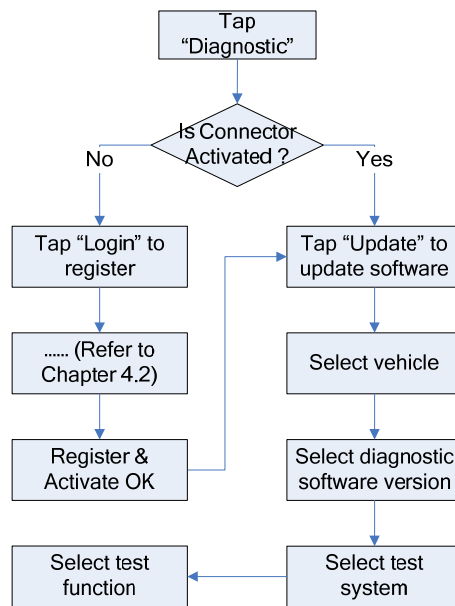 Tap
“Diagnostic”
Is Connector
Activated ?
No
Yes
Tap “Login” to
register
Tap “Update” to
update software
...... (Refer to
Chapter 4.2)
Select vehicle
Register &
Activate OK
Select diagnostic
software version
Select test
function
Select test
system